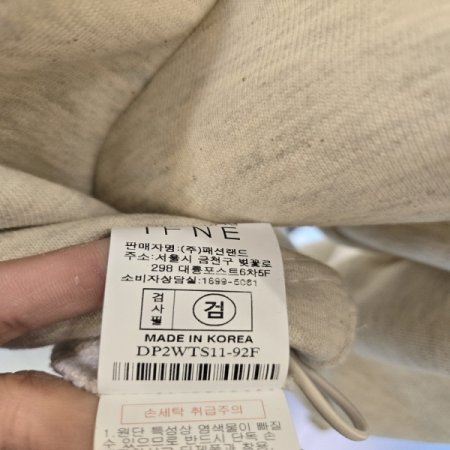 IFNE
판매자명:(주)패션랜드
주소:서울시 금천구 벚꽃로
298 대륭포스트6차5F
소비자상담실:1699-5081
검사필 검
MADE IN KOREA
DP2WTS11-92F
손세탁 취급주의
1. 원단 특성상 염색물이 빠질
수 있으므로 반드시 단독 손